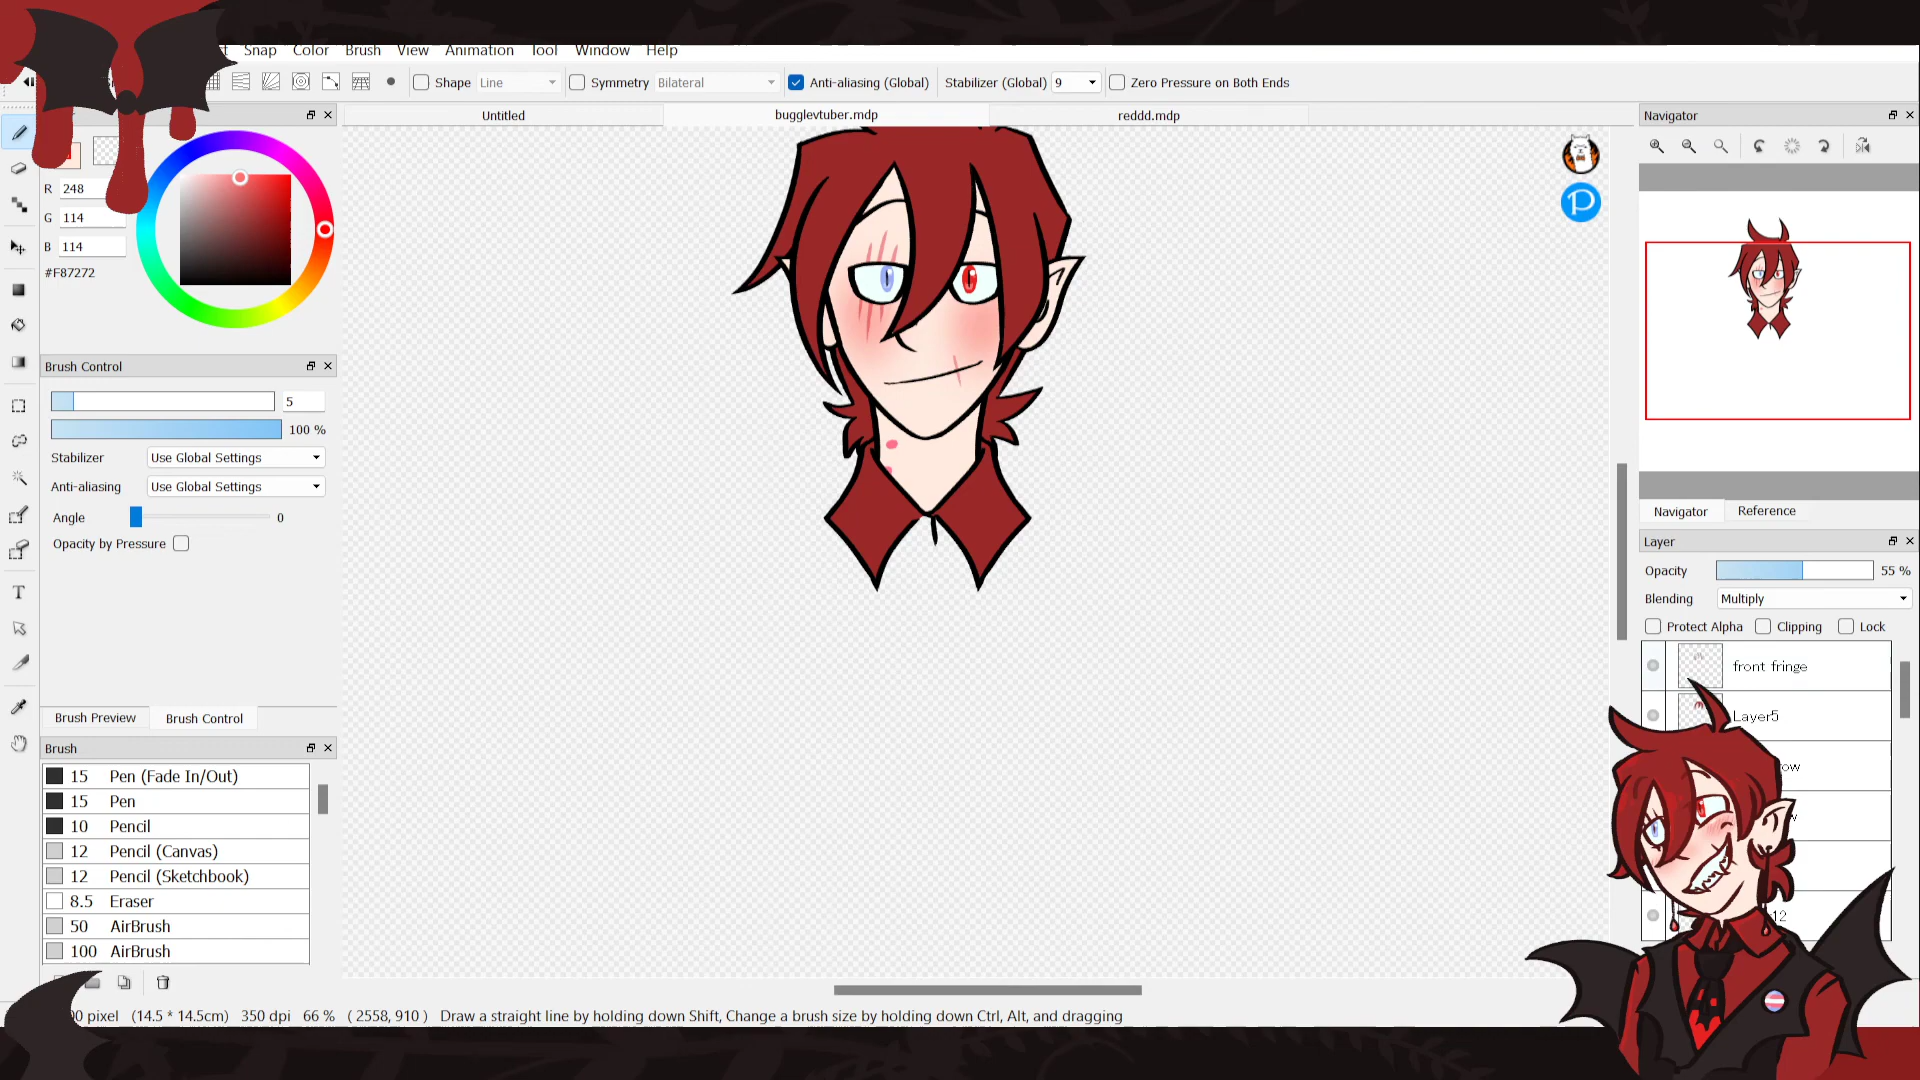 Snap Color Brush View Animation Tool Window Help
Shape Line Symmetry Bilateral Anti-aliasing (Global) Stabilizer (Global) 9 Zero Pressure on Both Ends
Untitled bugglevtuber.mdp reddd.mdp
R 248
G 114
B 114
#F87272
Brush Control
5
100 %
Stabilizer Use Global Settings
Anti-aliasing Use Global Settings
Angle 0
Opacity by Pressure
Brush Preview Brush Control
Brush
15 Pen (Fade In/Out)
15 Pen
10 Pencil
12 Pencil (Canvas)
12 Pencil (Sketchbook)
8.5 Eraser
50 AirBrush
100 AirBrush
pixel (14.5 * 14.5cm) 350 dpi 66 % ( 2558, 910 ) Draw a straight line by holding down Shift, Change a brush size by holding down Ctrl, Alt, and dragging
Navigator
Navigator Reference
Layer
Opacity 55 %
Blending Multiply
Protect Alpha Clipping Lock
front fringe
Layer5
12